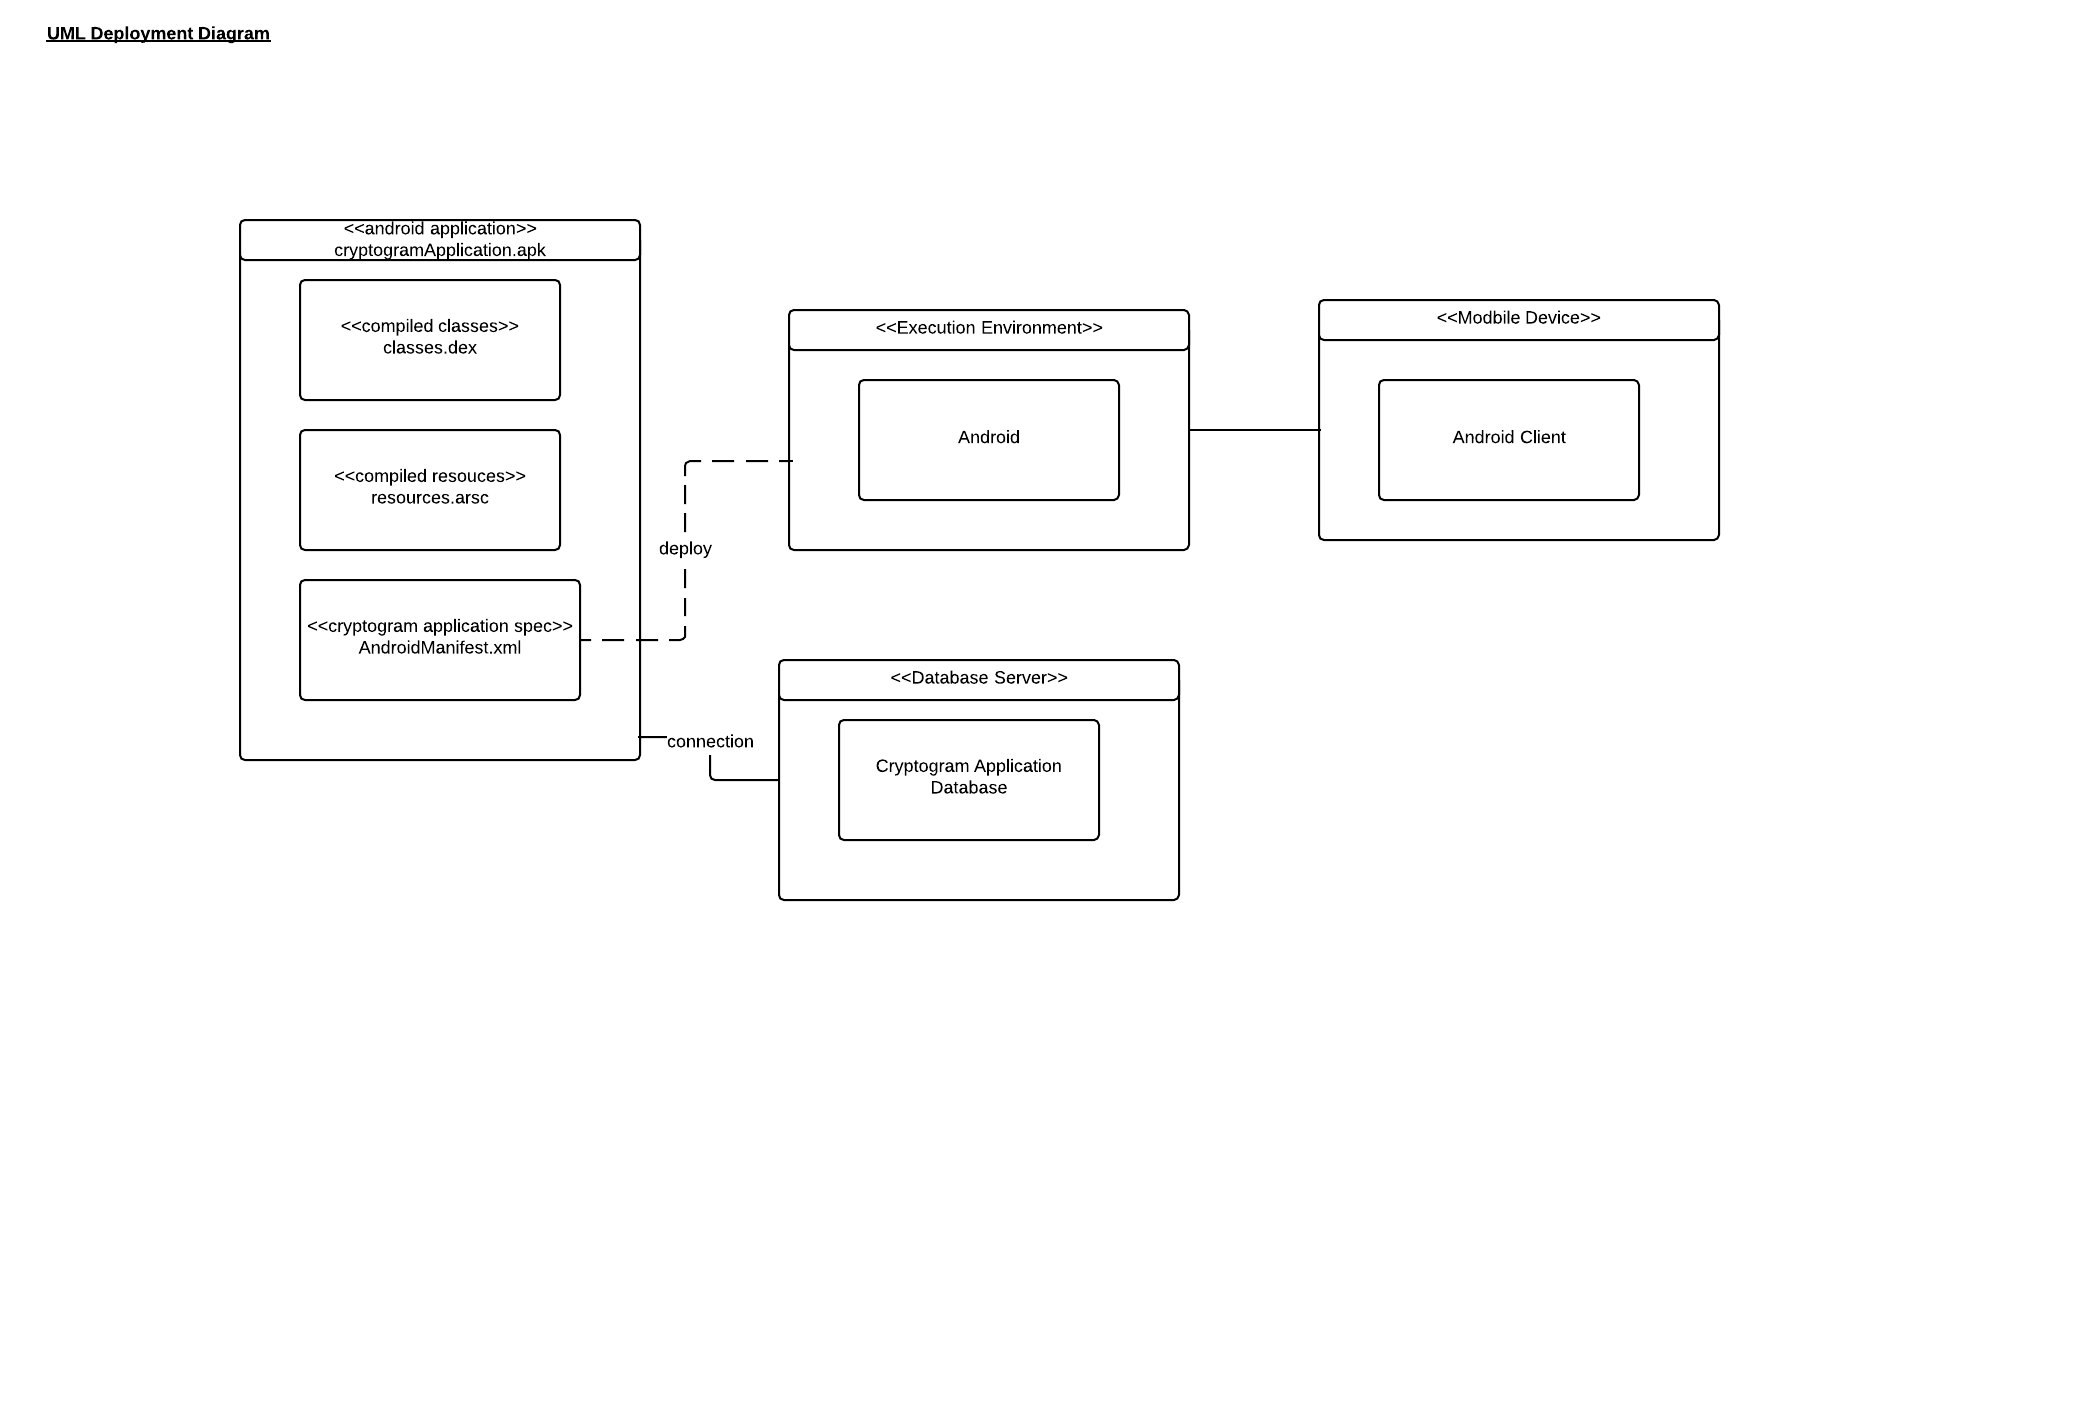 UML Deployment Diagram
<<android application>>
cryptogramApplication.apk
<<compiled classes>>
classes.dex
<<compiled resouces>>
resources.arsc
<<cryptogram application spec>>
AndroidManifest.xml
deploy
connection
<<Execution Environment>>
Android
<<Modbile Device>>
Android Client
<<Database Server>>
Cryptogram Application
Database